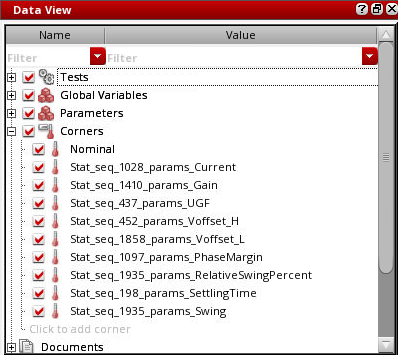 Data View
Name Value
Filter Filter
Tests
Global Variables
Parameters
Corners
Nominal
Stat_seq_1028_params_Current
Stat_seq_1410_params_Gain
Stat_seq_437_params_UGF
Stat_seq_452_params_Voffset_H
Stat_seq_1858_params_Voffset_L
Stat_seq_1097_params_PhaseMargin
Stat_seq_1935_params_RelativeSwingPercent
Stat_seq_198_params_SettlingTime
Stat_seq_1935_params_Swing
Click to add corner
Documents